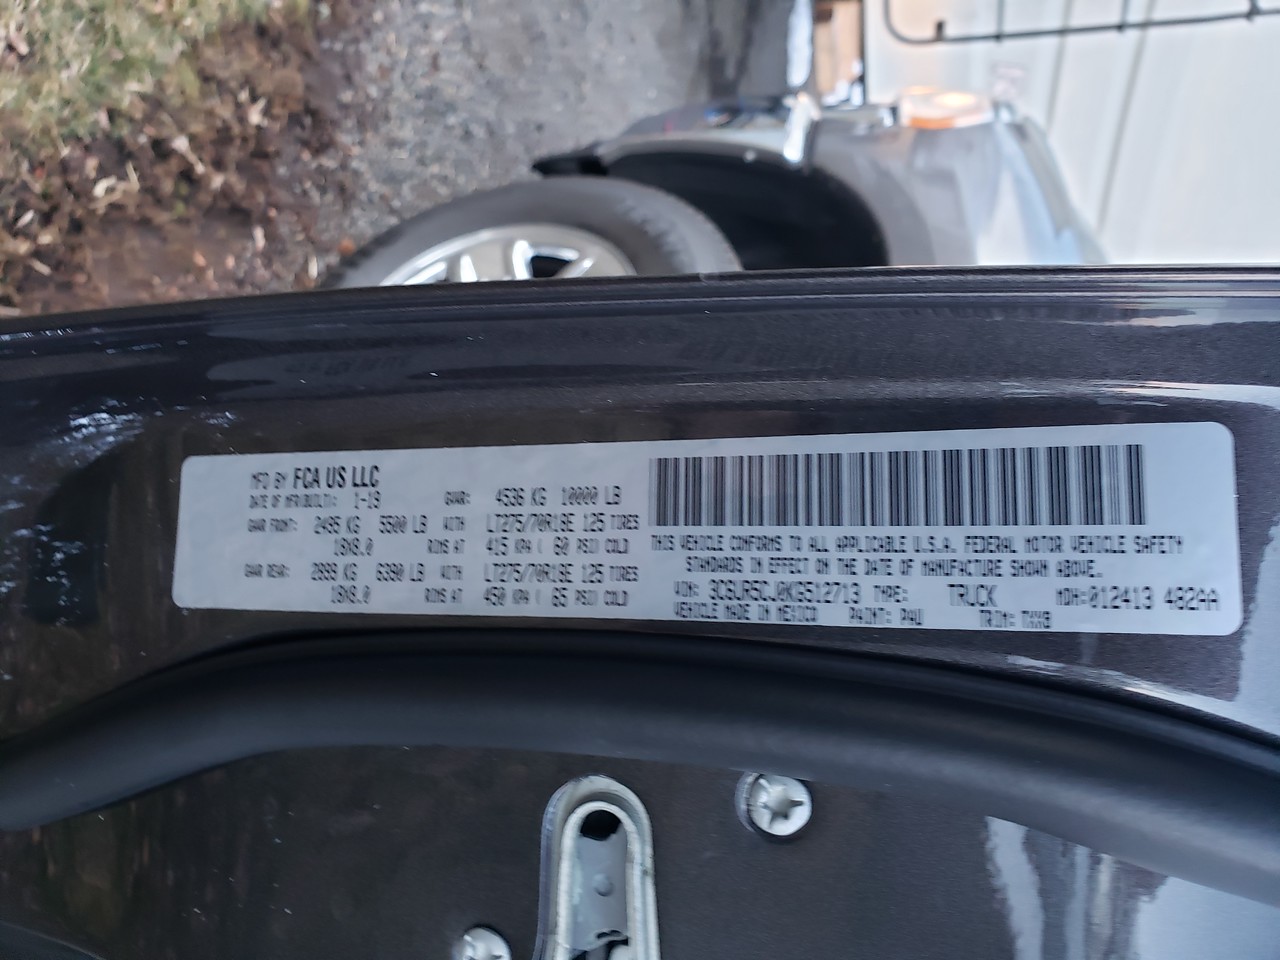 MFD BY FCA US LLC
DATE OF MFR(BUILT): 1-19 GVWR: 4536 KG 10000 LB
GAWR FRONT: 2495 KG 5500 LB WITH LT275/70R18E 125 TIRES
18X8.0 RIMS AT 415 KPA ( 60 PSI) COLD
GAWR REAR: 6390 LB WITH LT275/70R18E 125 TIRES
18X8.0 RIMS AT 450 KPA ( 65 PSI) COLD
THIS VEHICLE CONFORMS TO ALL APPLICABLE U.S.A. FEDERAL MOTOR VEHICLE SAFETY
STANDARDS IN EFFECT ON THE DATE OF MANUFACTURE SHOWN ABOVE.
VIN: 3C6UR5CJ0KG512713 TYPE: TRUCK MDH:012413 482AA
VEHICLE MADE IN MEXICO PAINT: PAU TRIM: TXX8